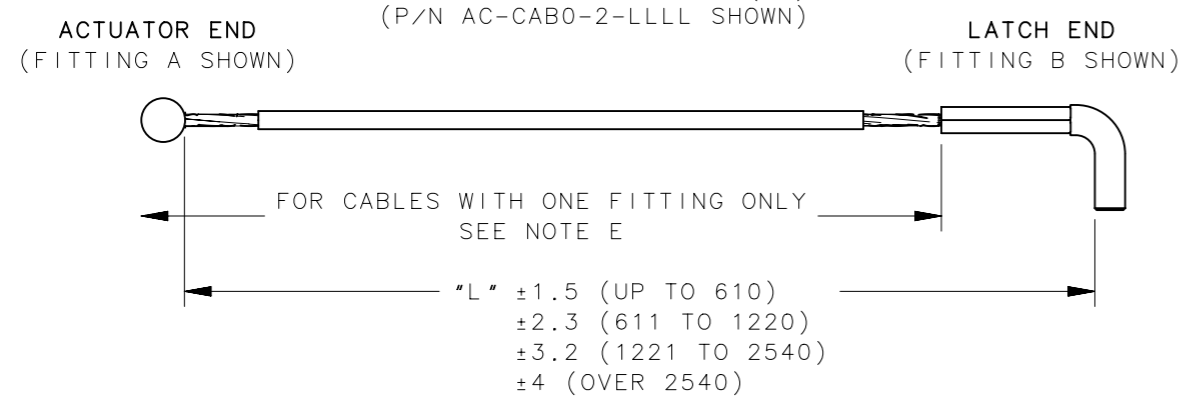 (P/N AC-CAB0-2-LLLL SHOWN)
ACTUATOR END
(FITTING A SHOWN)
LATCH END
(FITTING B SHOWN)
FOR CABLES WITH ONE FITTING ONLY
SEE NOTE E
"L" ±1.5 (UP TO 610)
±2.3 (611 TO 1220)
±3.2 (1221 TO 2540)
±4 (OVER 2540)